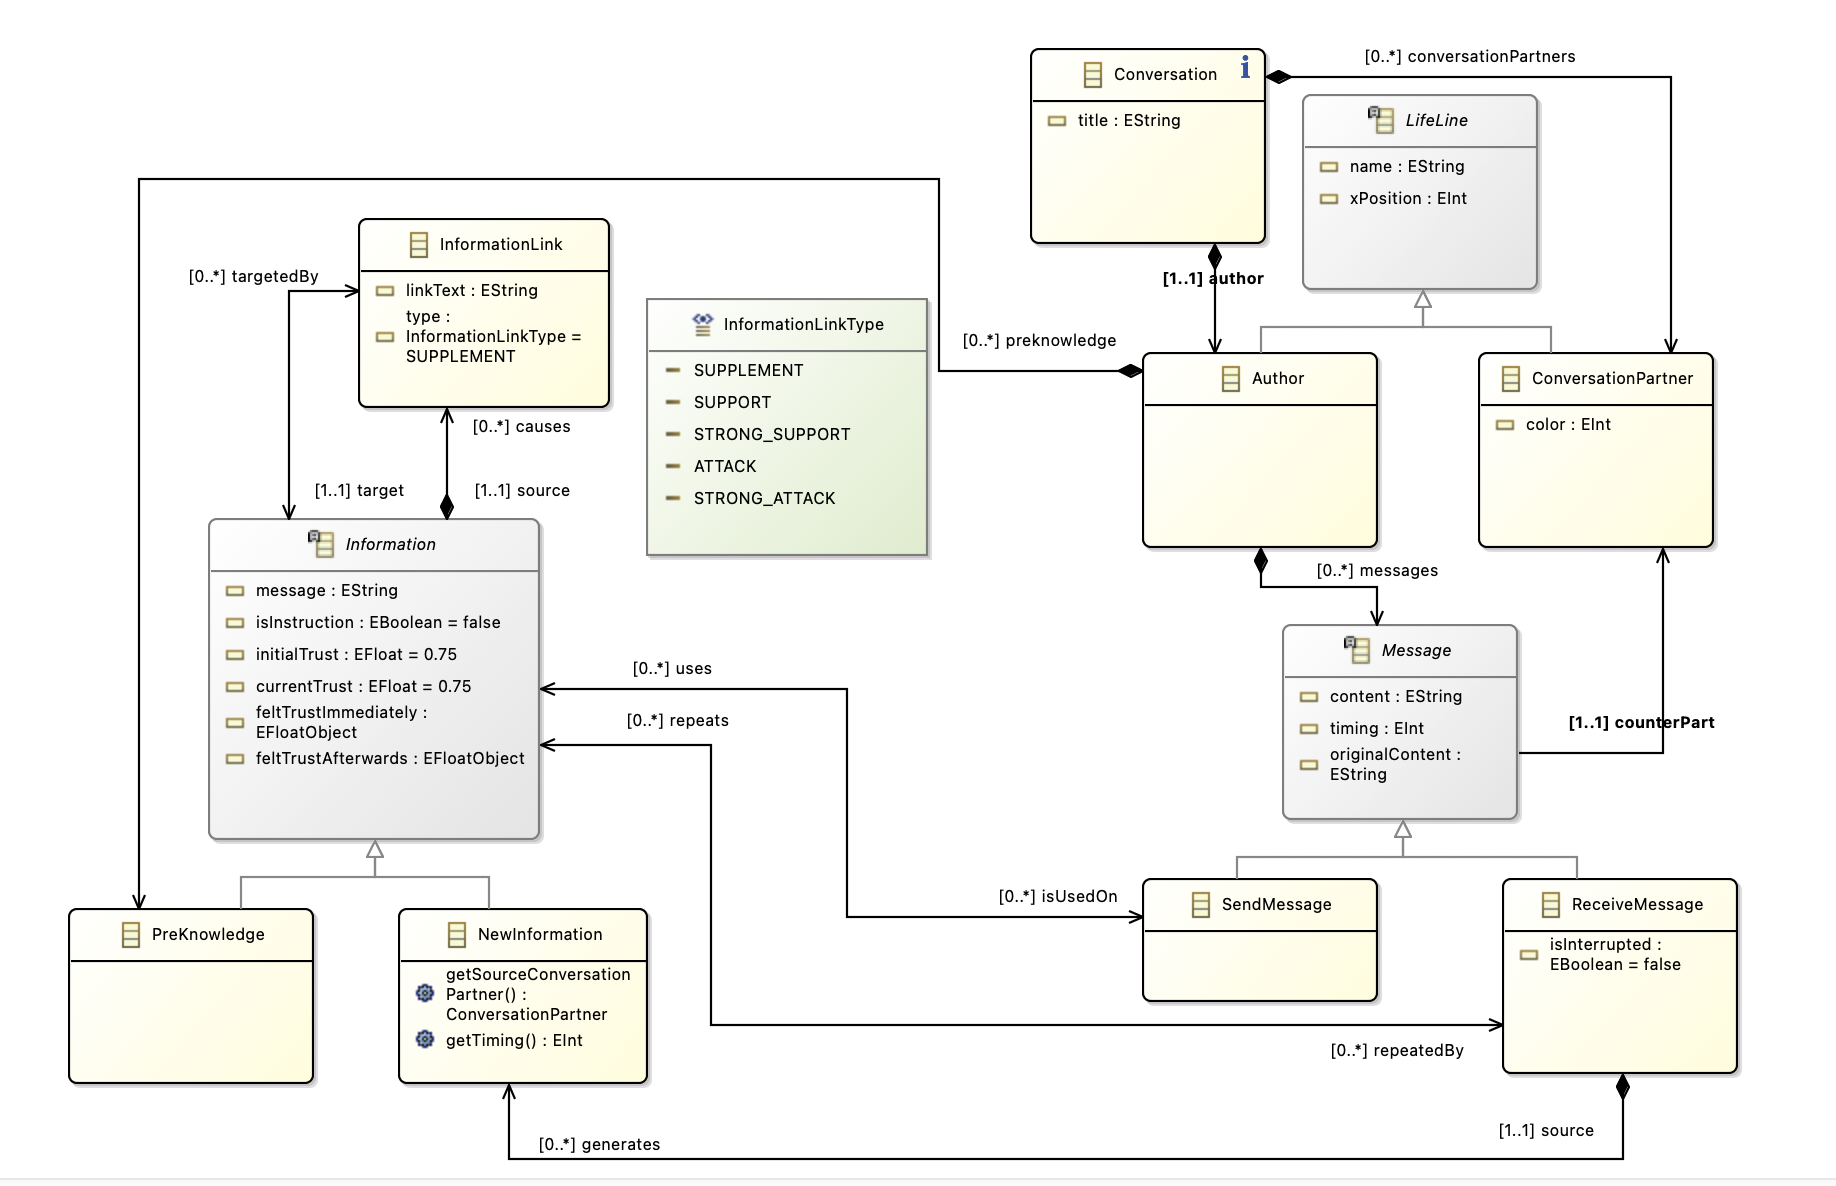 [0..*] conversationPartners
Conversation
title : EString
LifeLine
name : EString
xPosition : EInt
InformationLink
linkText : EString
type :
InformationLinkType =
SUPPLEMENT
[0..*] targetedBy
[1..1] author
InformationLinkType
SUPPLEMENT
SUPPORT
STRONG_SUPPORT
ATTACK
STRONG_ATTACK
[0..*] preknowledge
Author
ConversationPartner
color : EInt
[0..*] causes
[1..1] target
[1..1] source
Information
message : EString
isInstruction : EBoolean = false
initialTrust : EFloat = 0.75
currentTrust : EFloat = 0.75
feltTrustImmediately :
EFloatObject
feltTrustAfterwards : EFloatObject
[0..*] messages
Message
content : EString
timing : EInt
originalContent :
EString
[0..*] uses
[0..*] repeats
[1..1] counterPart
PreKnowledge
NewInformation
getSourceConversation
Partner() :
ConversationPartner
getTiming() : EInt
[0..*] isUsedOn
SendMessage
ReceiveMessage
isInterrupted :
EBoolean = false
[0..*] repeatedBy
[0..*] generates
[1..1] source